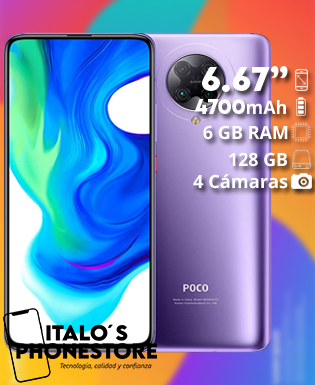 6.67”
4700mAh
6 GB RAM
128 GB
4 Cámaras
POCO
ITALO´S
PHONESTORE
Tecnología, calidad y confianza